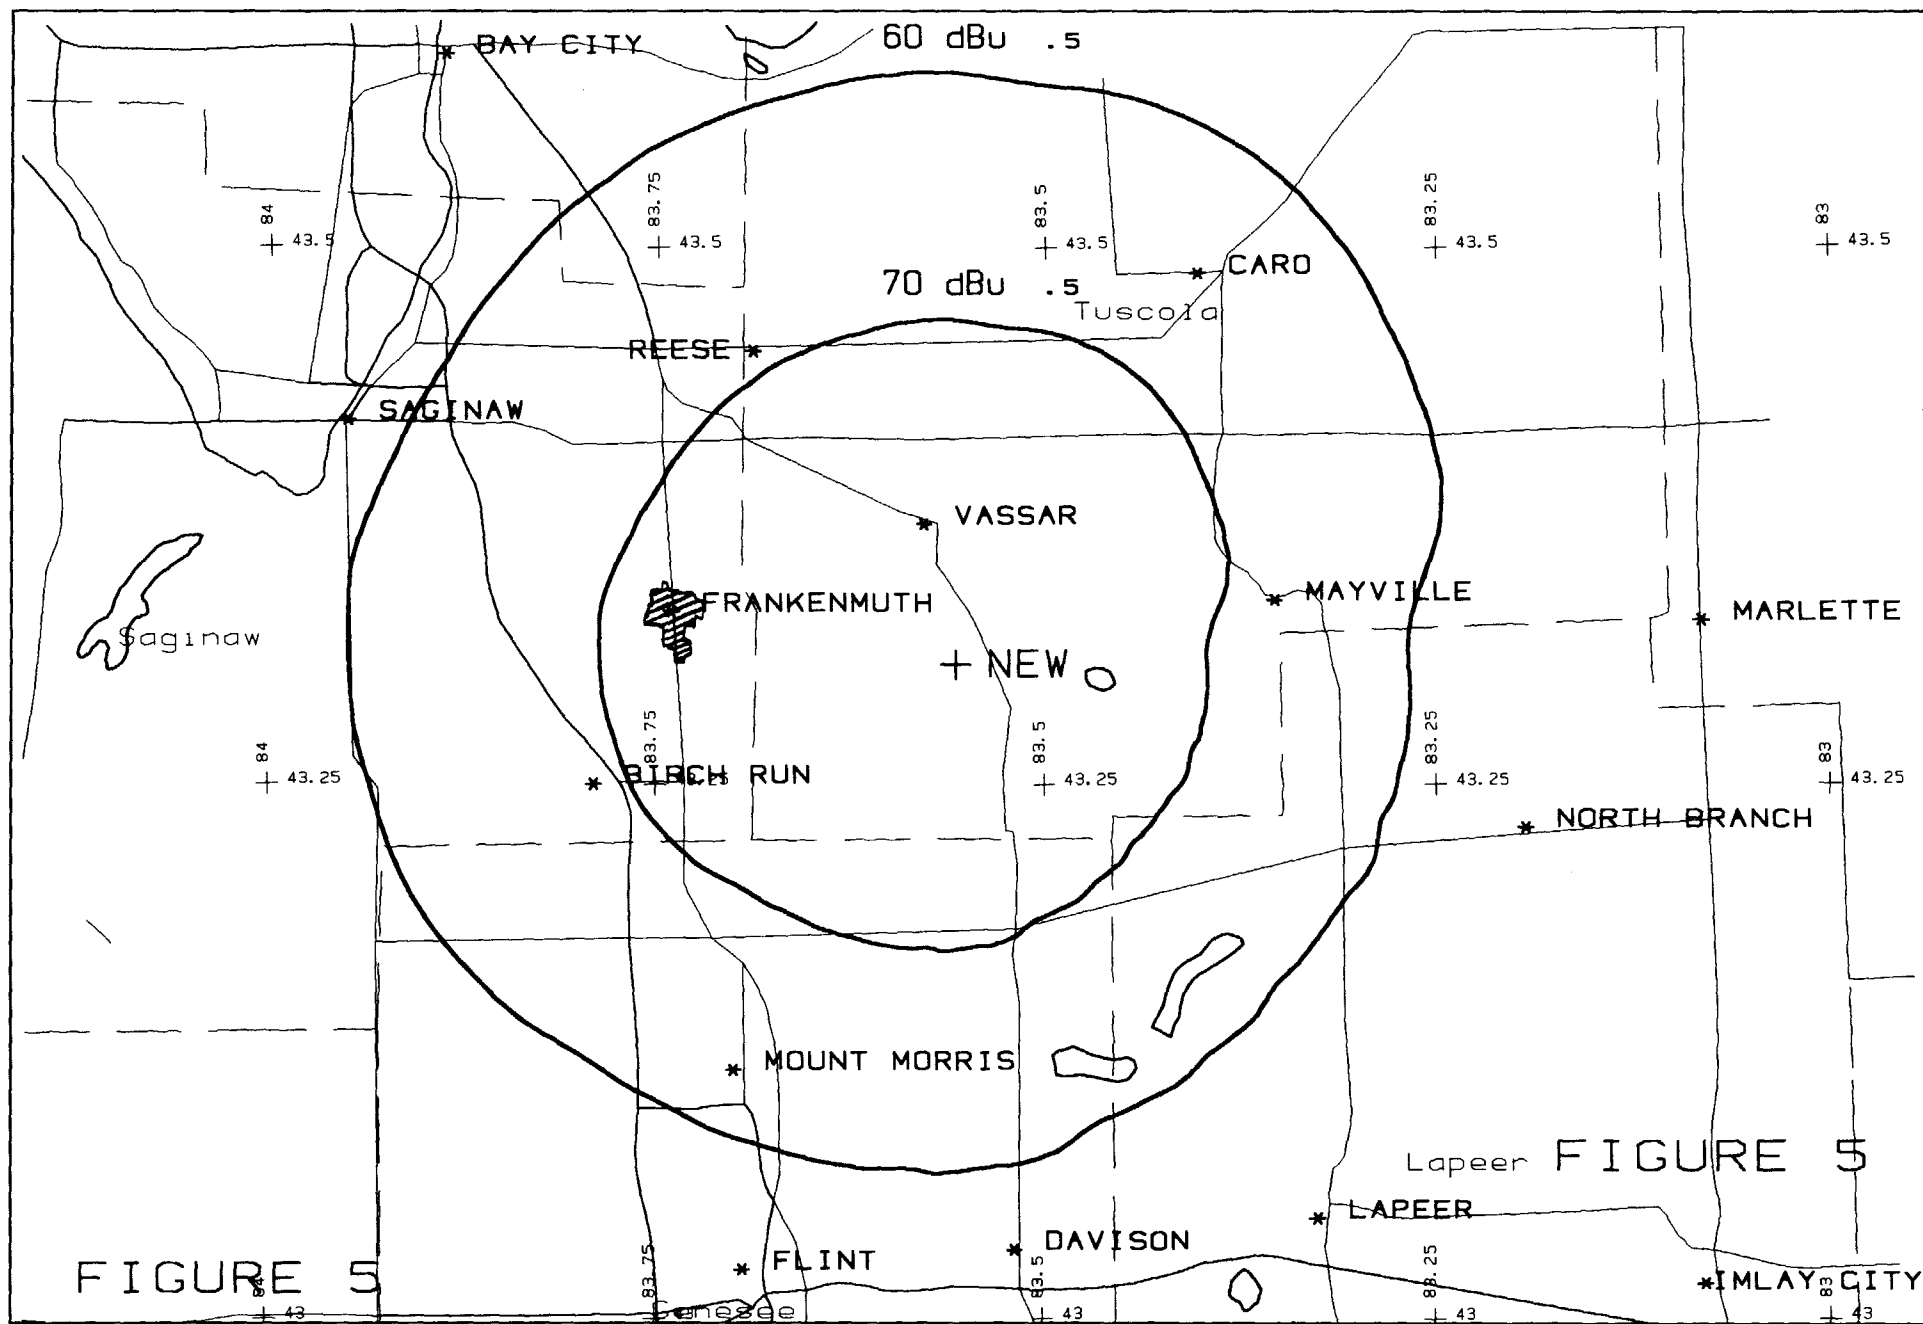 60 dBu .5
BAY CITY
84
43.5
83.75
43.5
83.5
43.5
83.25
43.5
83
43.5
CARO
70 dBu .5
Tuscola
REESE
SAGINAW
VASSAR
FRANKENMUTH
MAYVILLE
MARLETTE
Saginaw
NEW
84
43.25
83.75
43.25
BIRCH RUN
83.5
43.25
83.25
43.25
83
43.25
NORTH BRANCH
MOUNT MORRIS
Lapeer
FIGURE 5
LAPEER
DAVISON
FLINT
FIGURE 5
IMLAY CITY
84
43
83.75
Genesee
83.5
43
83.25
43
83
43